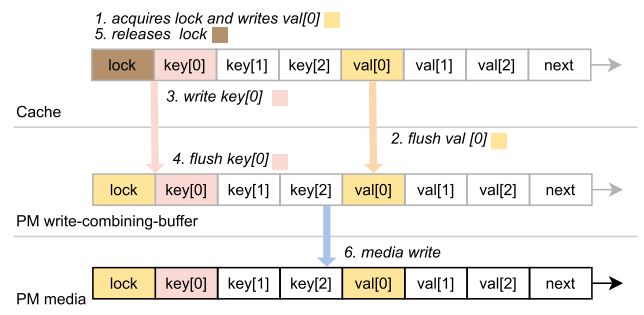 1. acquires lock and writes val[0]
5. releases lock
lock key[0] key[1] key[2] val[0] val[1] val[2] next
3. write key[0]
Cache
2. flush val [0]
4. flush key[0]
lock key[0] key[1] key[2] val[0] val[1] val[2] next
PM write-combining-buffer
6. media write
lock key[0] key[1] key[2] val[0] val[1] val[2] next
PM media